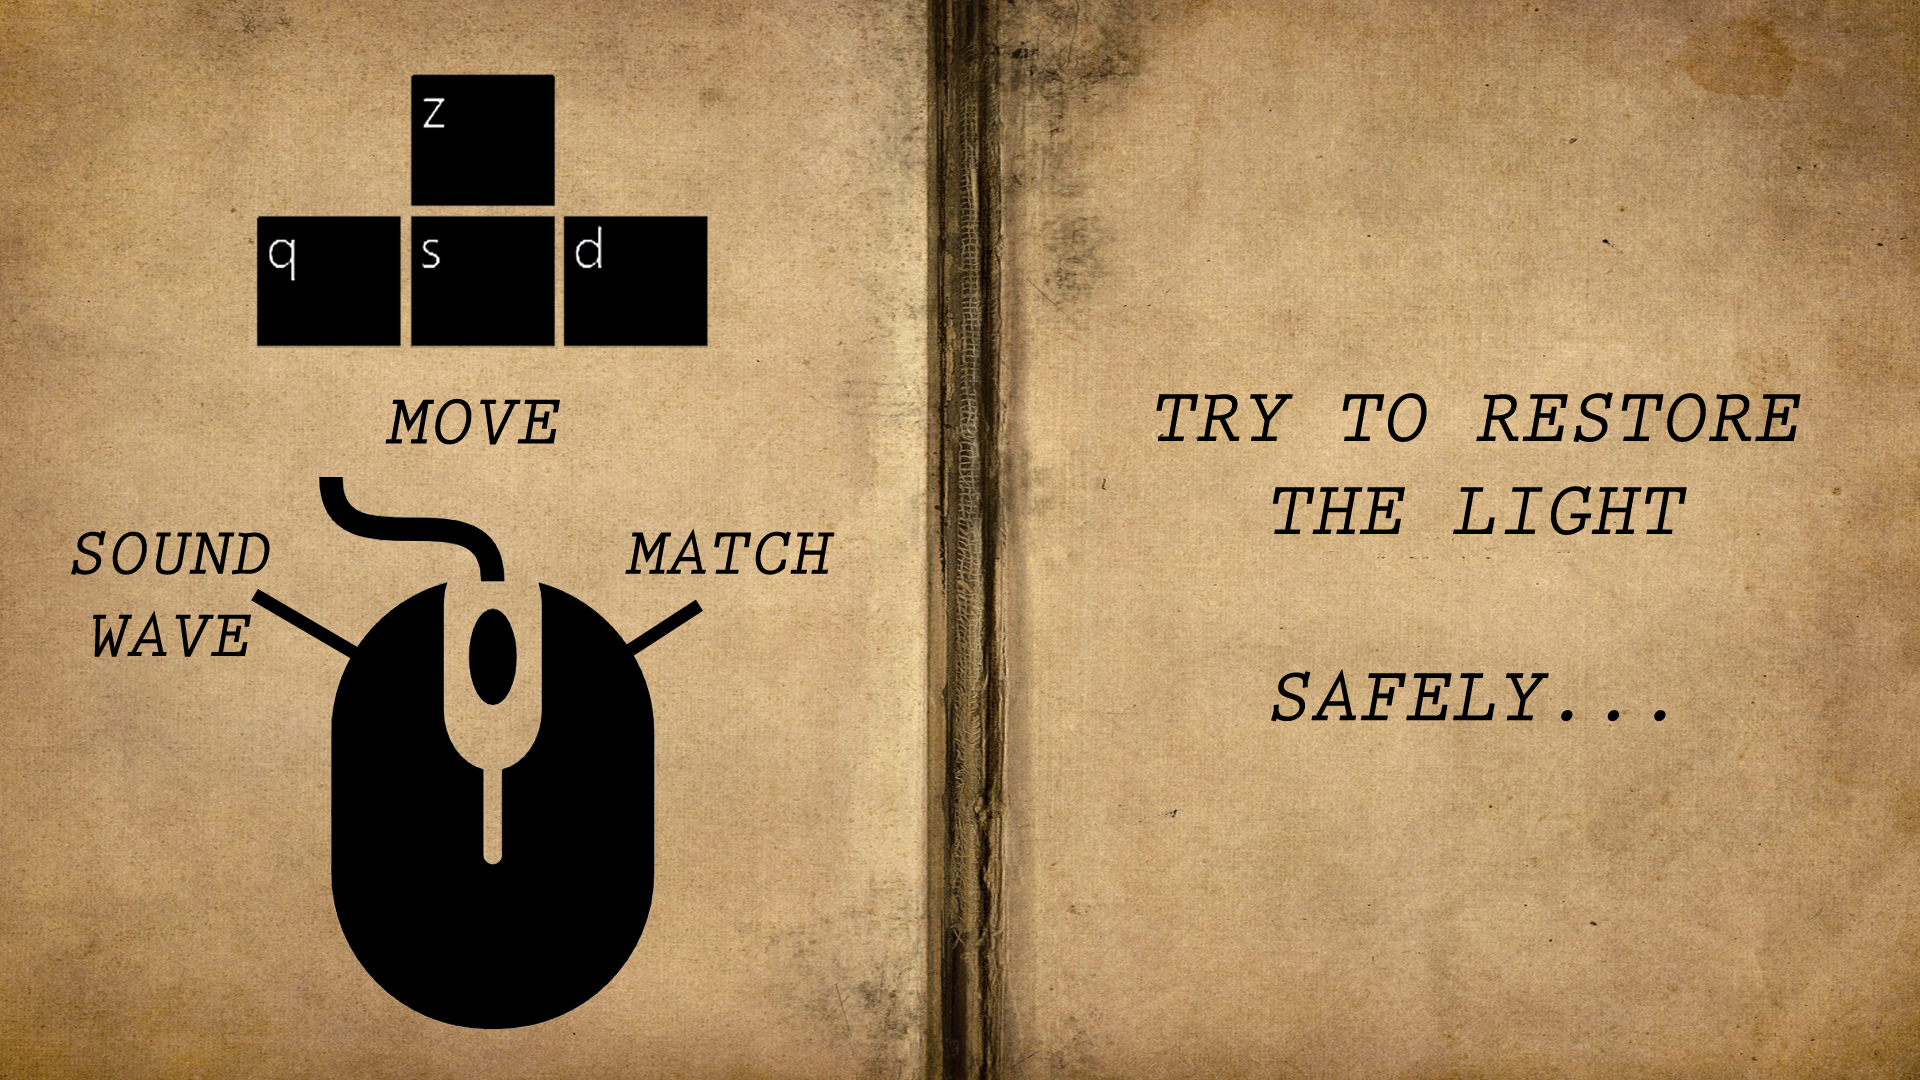 z
q s d
MOVE
SOUND
WAVE
MATCH
TRY TO RESTORE
THE LIGHT
SAFELY...